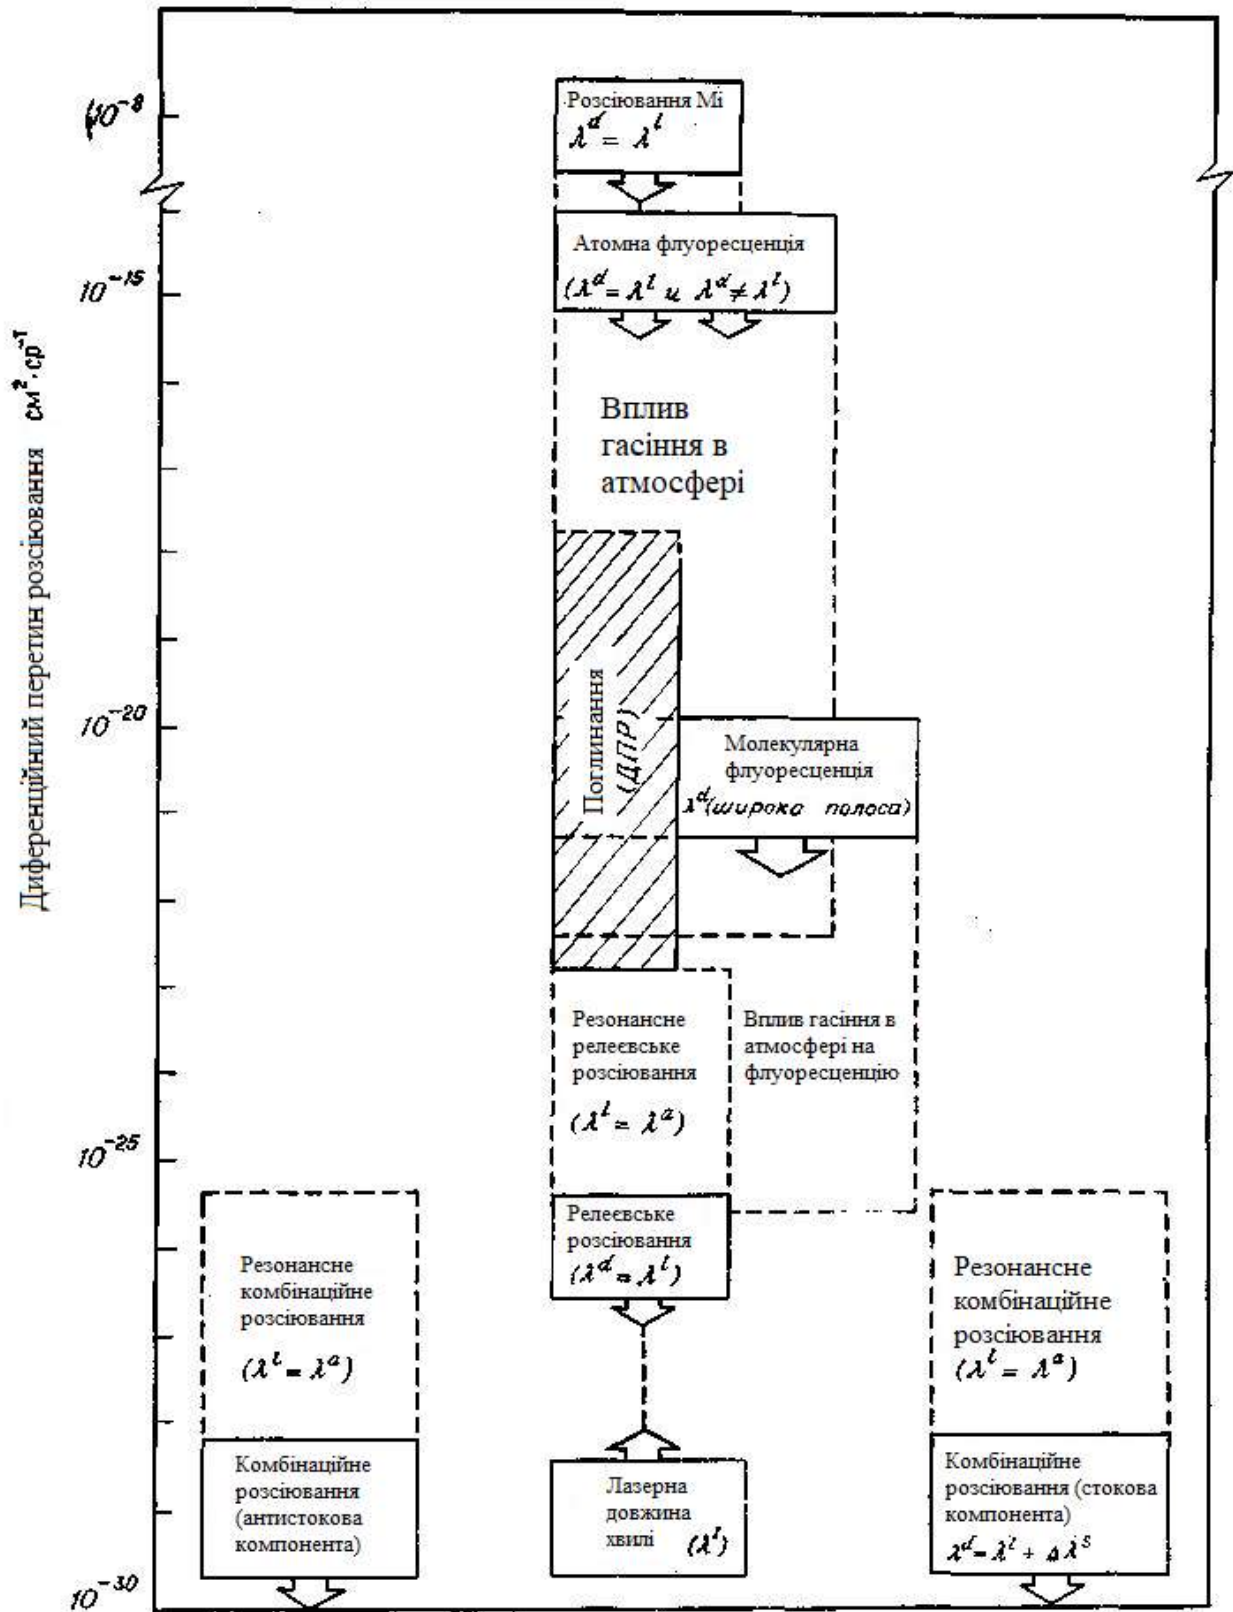 10⁻⁸
Розсіювання Мі
λᵈ = λˡ
Атомна флуоресценція
(λᵈ = λˡ и λᵈ ≠ λˡ)
10⁻¹⁵
Диференційний перетин розсіювання см²·ср⁻¹
Вплив
гасіння в
атмосфері
Поглинання
(ДПР)
10⁻²⁰
Молекулярна
флуоресценція
λᵈ (широка полоса)
Резонансне
релеєвське
розсіювання
(λˡ = λᵃ)
Вплив гасіння в
атмосфері на
флуоресценцію
10⁻²⁵
Релеєвське
розсіювання
(λᵈ = λˡ)
Резонансне
комбінаційне
розсіювання
(λˡ = λᵃ)
Резонансне
комбінаційне
розсіювання
(λˡ = λᵃ)
Комбінаційне
розсіювання
(антистокова
компонента)
Лазерна
довжина
хвилі (λˡ)
Комбінаційне
розсіювання (стокова
компонента)
λᵈ = λˡ + Δλˢ
10⁻³⁰